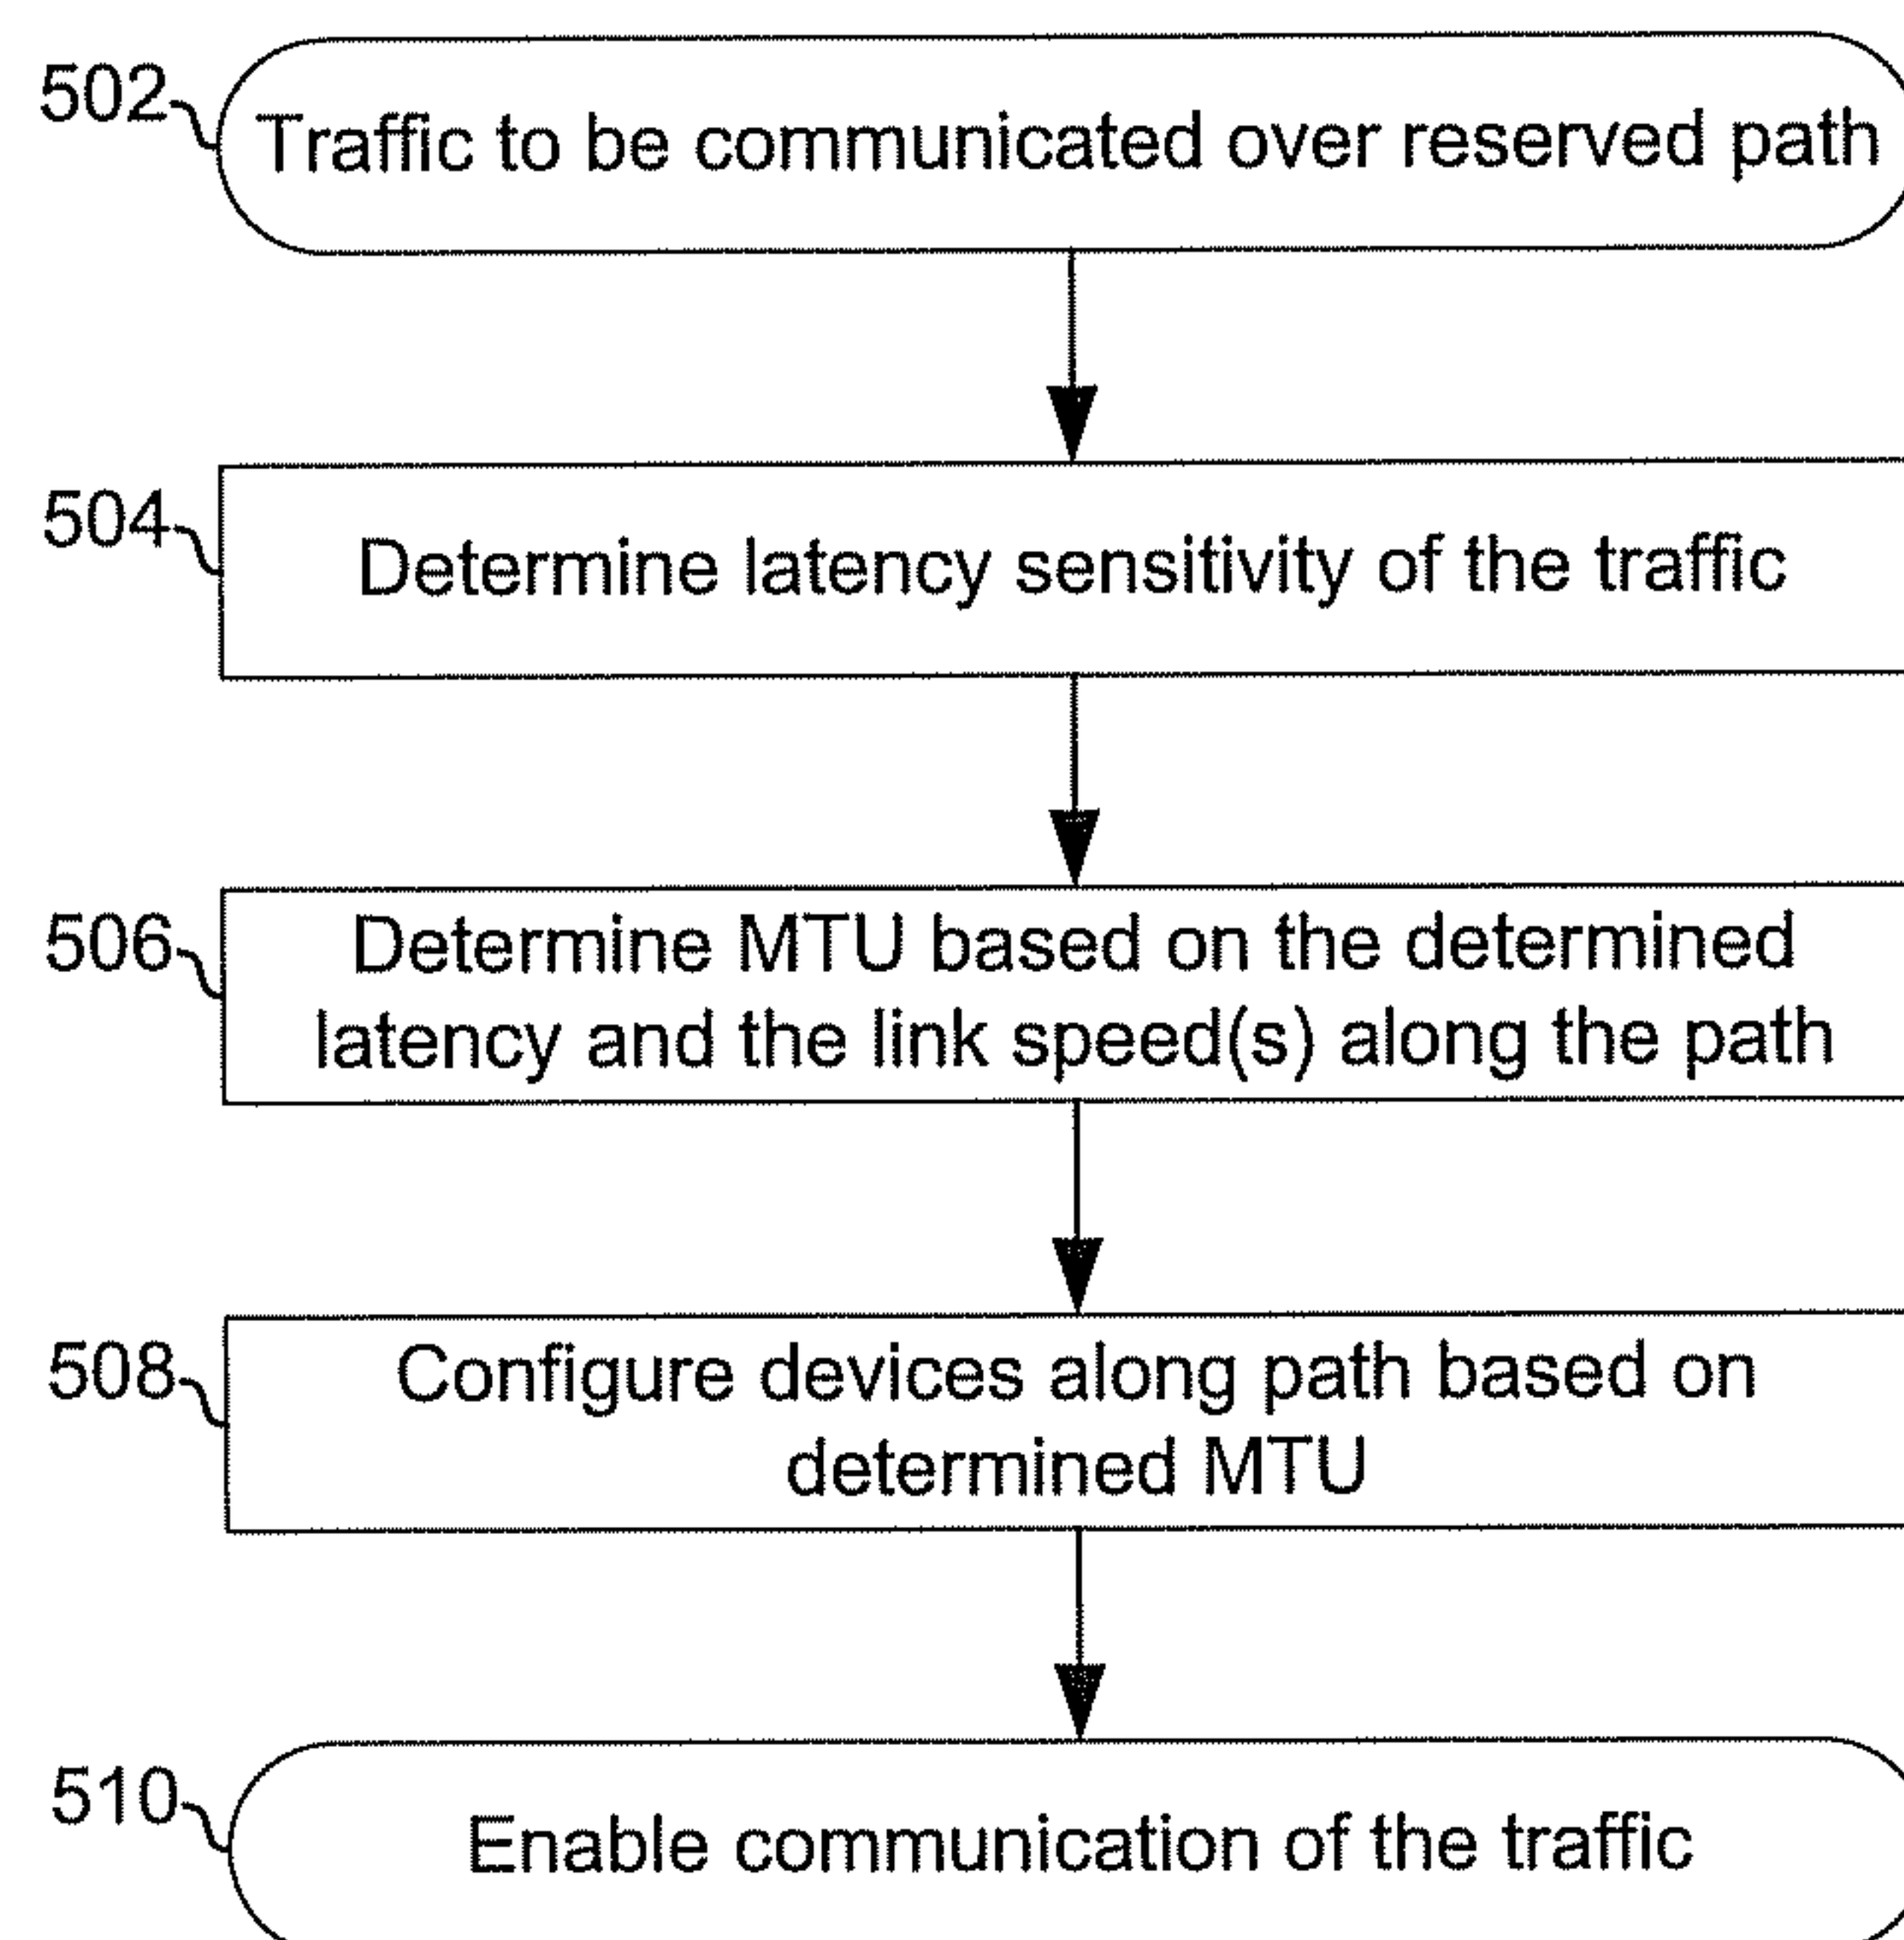 502
Traffic to be communicated over reserved path
504
Determine latency sensitivity of the traffic
506
Determine MTU based on the determined
latency and the link speed(s) along the path
508
Configure devices along path based on
determined MTU
510
Enable communication of the traffic